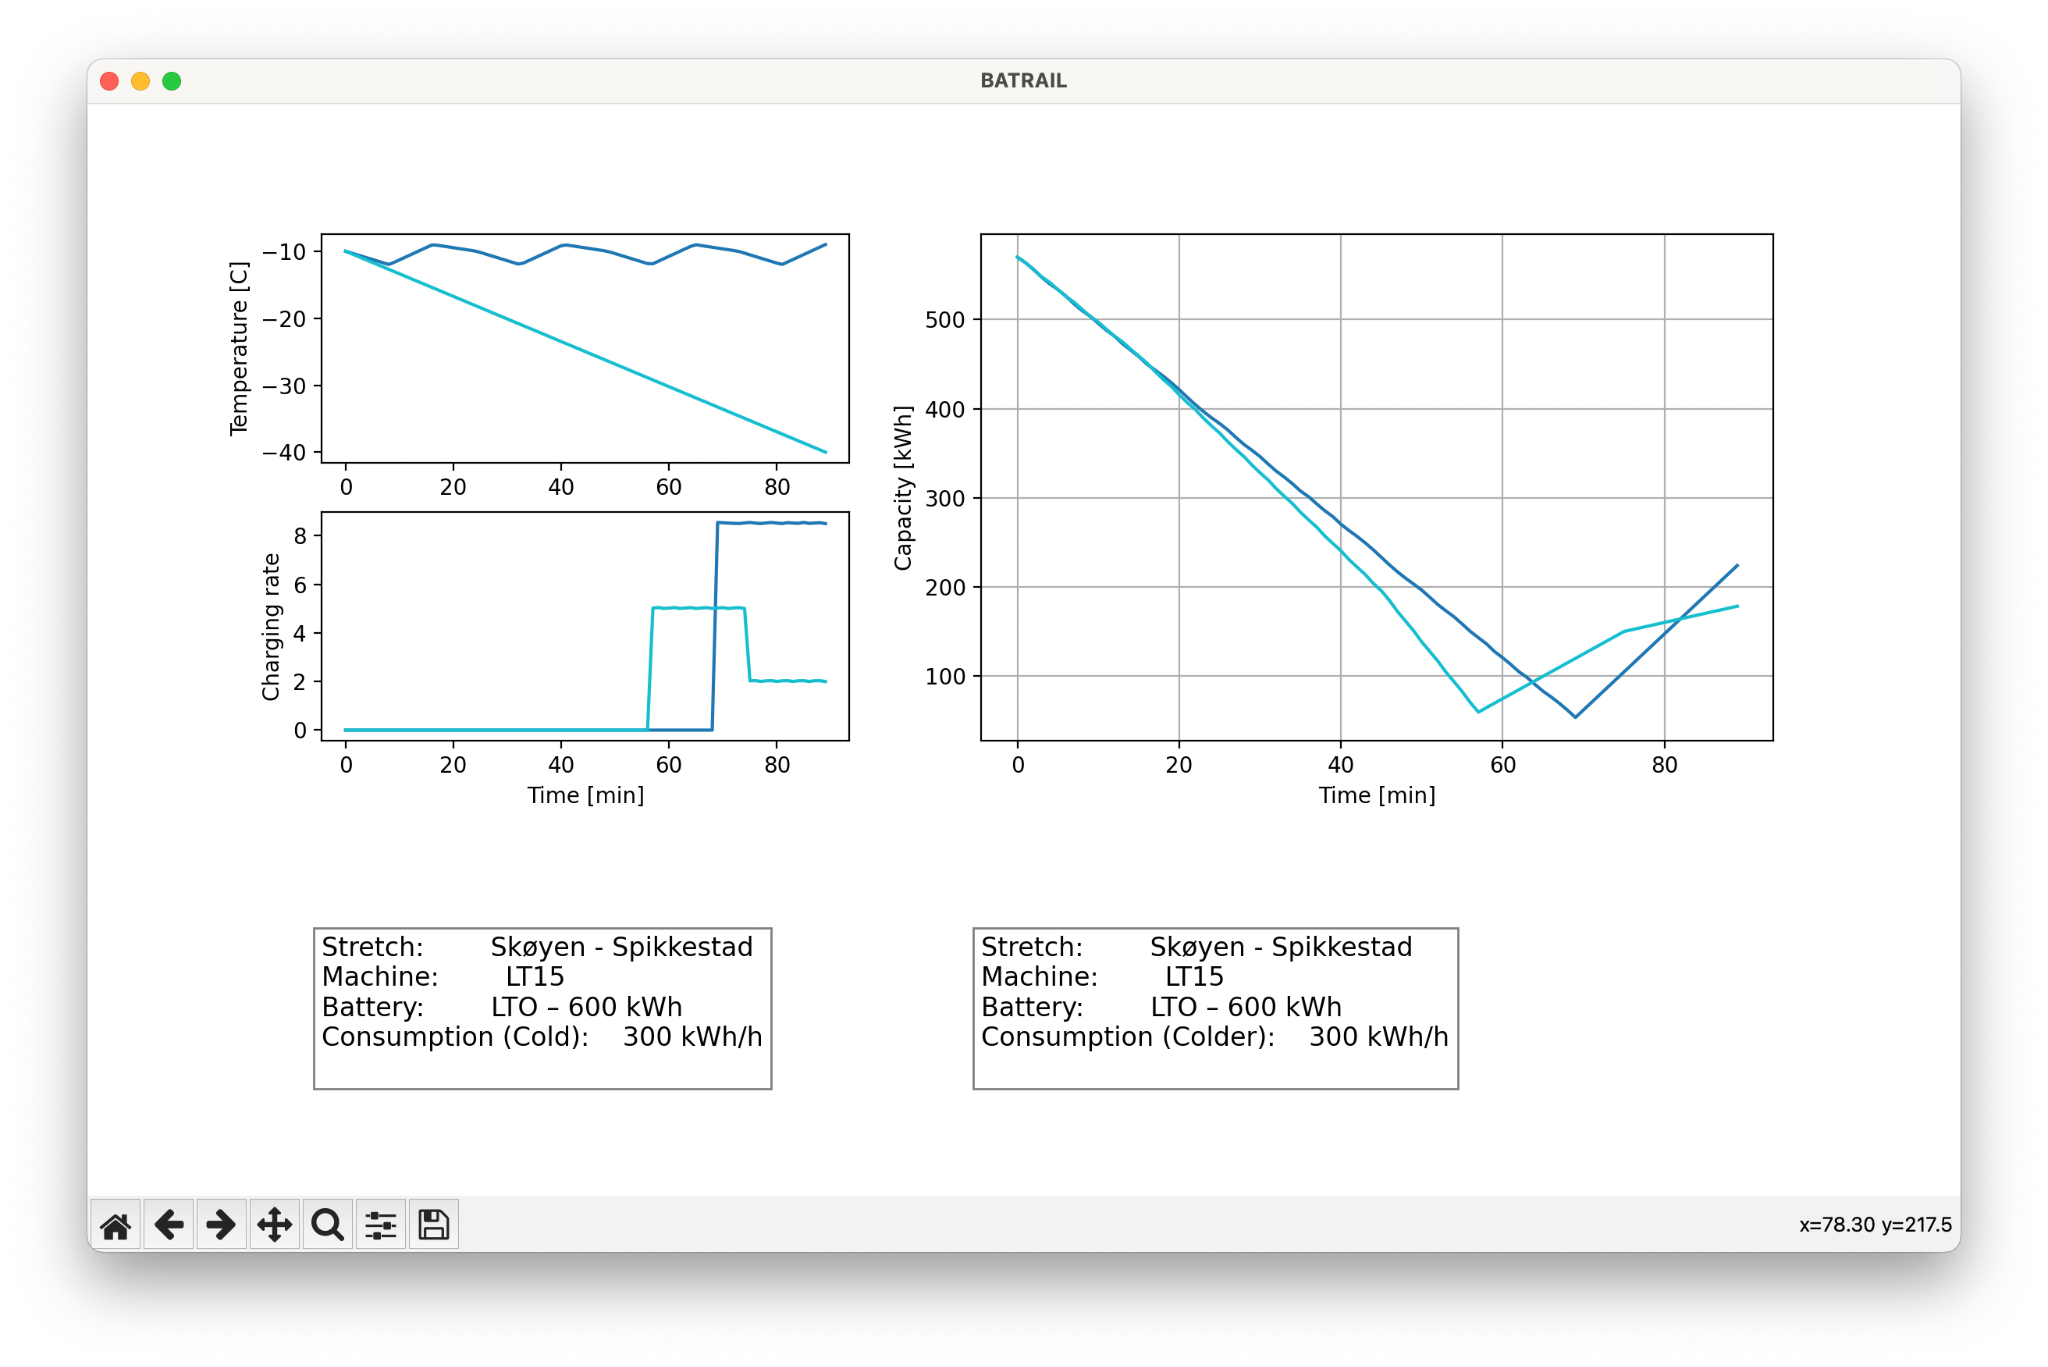 BATRAIL
Temperature [C]
−10
−20
−30
−40
0 20 40 60 80
Charging rate
8
6
4
2
0
0 20 40 60 80
Time [min]
Capacity [kWh]
500
400
300
200
100
0 20 40 60 80
Time [min]
Stretch: Skøyen - Spikkestad
Machine: LT15
Battery: LTO – 600 kWh
Consumption (Cold): 300 kWh/h
Stretch: Skøyen - Spikkestad
Machine: LT15
Battery: LTO – 600 kWh
Consumption (Colder): 300 kWh/h
x=78.30 y=217.5